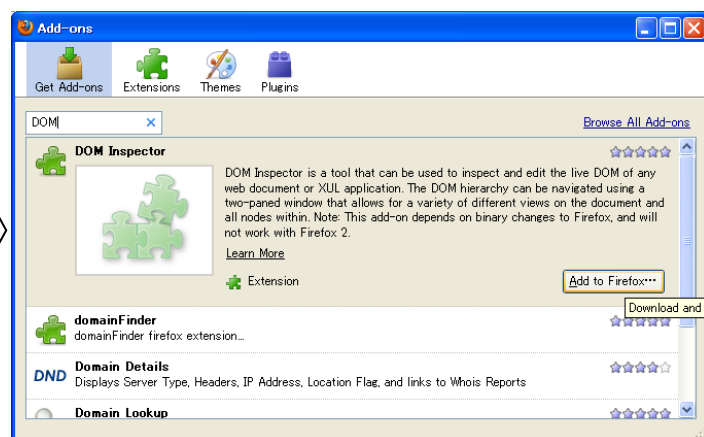 Add-ons
Get Add-ons Extensions Themes Plugins
DOM
Browse All Add-ons
DOM Inspector
DOM Inspector is a tool that can be used to inspect and edit the live DOM of any
web document or XUL application. The DOM hierarchy can be navigated using a
two-paned window that allows for a variety of different views on the document and
all nodes within. Note: This add-on depends on binary changes to Firefox, and will
not work with Firefox 2.
Learn More
Extension
Add to Firefox…
Download and
domainFinder
domainFinder firefox extension...
DND
Domain Details
Displays Server Type, Headers, IP Address, Location Flag, and links to Whois Reports
Domain Lookup